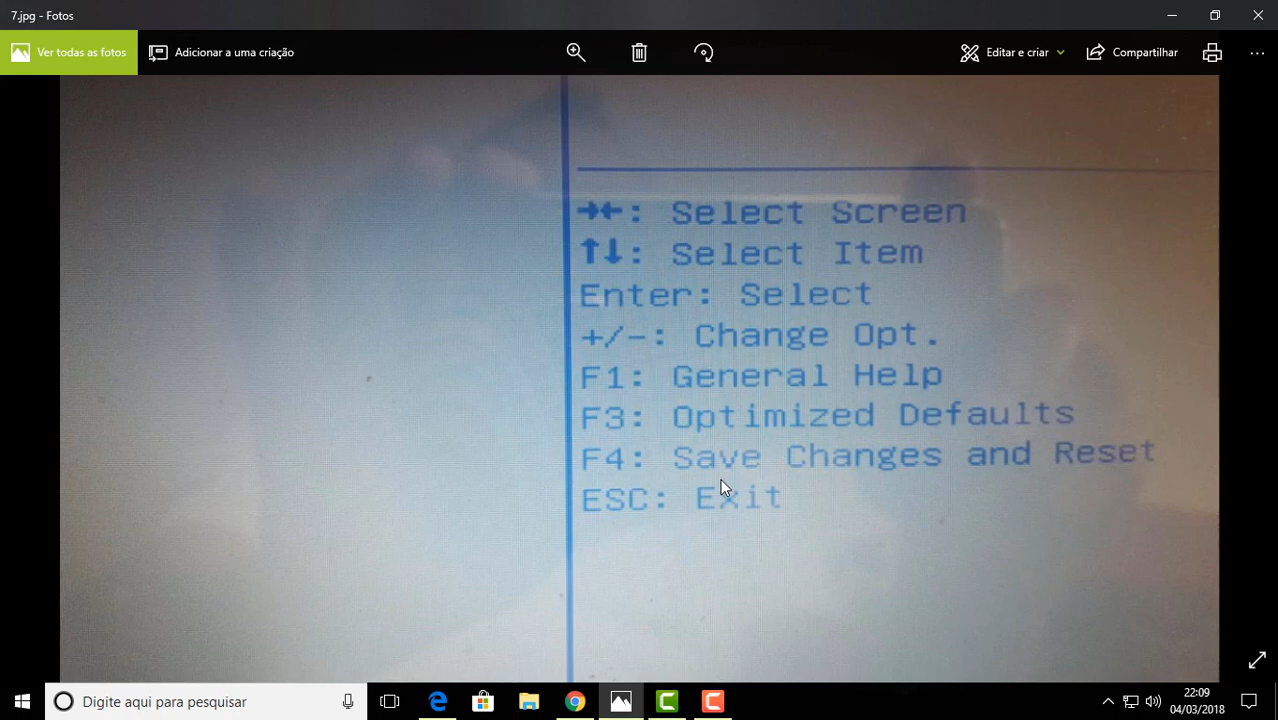 7.jpg - Fotos
Ver todas as fotos
Adicionar a uma criação
Editar e criar
Compartilhar
→←: Select Screen
↑↓: Select Item
Enter: Select
+/-: Change Opt.
F1: General Help
F3: Optimized Defaults
F4: Save Changes and Reset
ESC: Exit
Digite aqui para pesquisar
22:09
04/03/2018